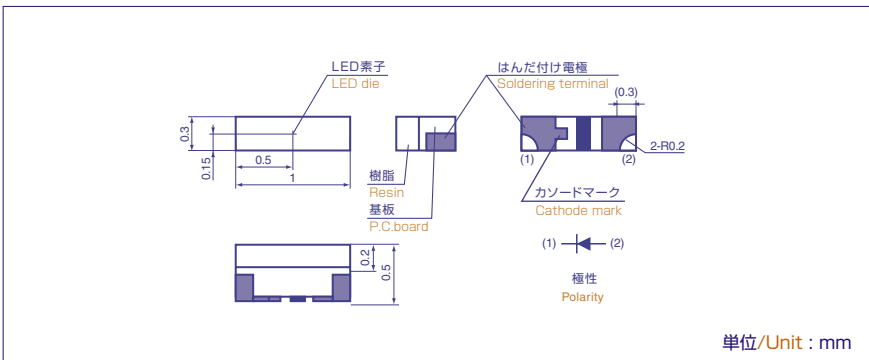 LED素子
LED die
はんだ付け電極
Soldering terminal
(0.3)
0.3
0.15
0.5
1
2-R0.2
(1)
(2)
樹脂
Resin
基板
P.C.board
カソードマーク
Cathode mark
0.2
0.5
(1)
(2)
極性
Polarity
単位/Unit : mm